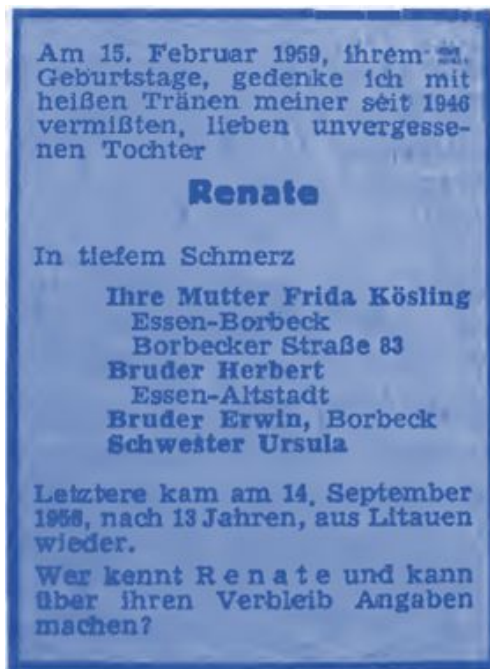 Am 15. Februar 1959, ihrem
Geburtstage, gedenke ich mit
heißen Tränen meiner seit 1946
vermißten, lieben unvergesse-
nen Tochter
Renate
In tiefem Schmerz
Ihre Mutter Frida Kösling
Essen-Borbeck
Borbecker Straße 83
Bruder Herbert
Essen-Altstadt
Bruder Erwin, Borbeck
Schwester Ursula
Letztere kam am 14. September
nach 13 Jahren, aus Litauen
wieder.
Wer kennt Renate und kann
über ihren Verbleib Angaben
machen?